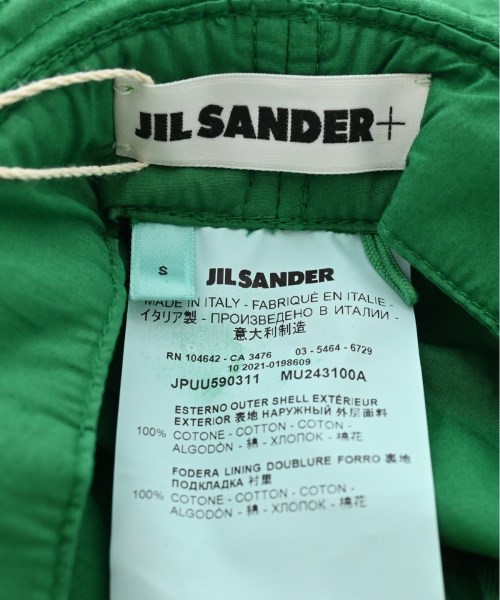 JIL SANDER+
S
JIL SANDER
MADE IN ITALY - FABRIQUÉ EN ITALIE -
イタリア製 - ПРОИЗВЕДЕНО В ИТАЛИИ -
意大利制造
RN 104642 - CA 3476 03 - 5464 - 6729
10 2021-0198609
JPUU590311 MU243100A
ESTERNO OUTER SHELL EXTÉRIEUR
EXTERIOR 表地 НАРУЖНЫЙ 外层面料
100% COTONE - COTTON - COTON -
ALGODÓN - 綿 - ХЛОПОК - 棉花
FODERA LINING DOUBLURE FORRO 裏地
ПОДКЛАДКА 衬里
100% COTONE - COTTON - COTON -
ALGODÓN - 綿 - ХЛОПОК - 棉花